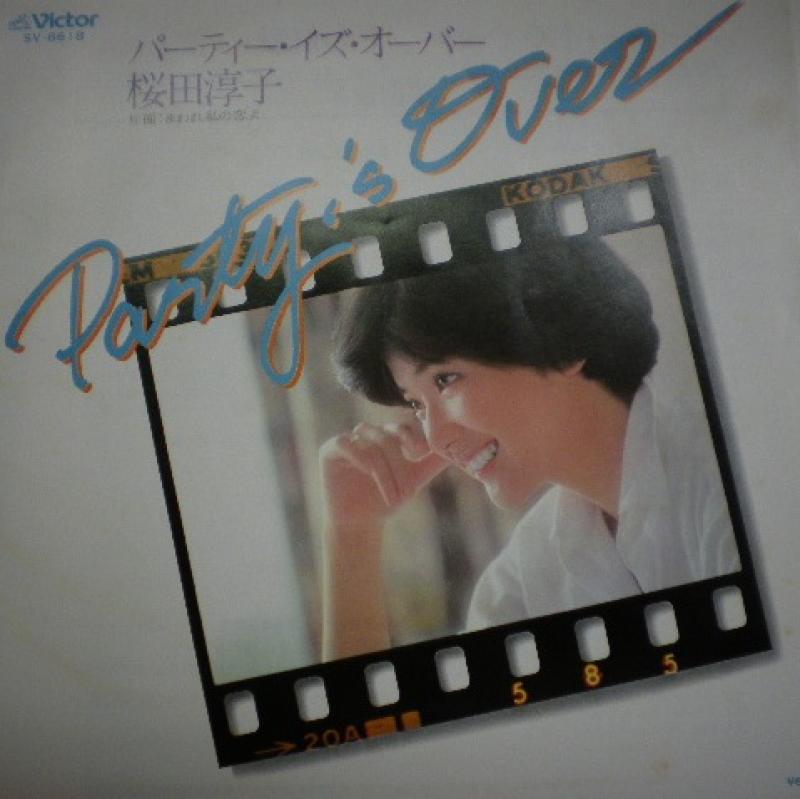 Victor
SV-6618
パーティー・イズ・オーバー
桜田淳子
Party's Over
KODAK
M
5 8 5
→ 20A